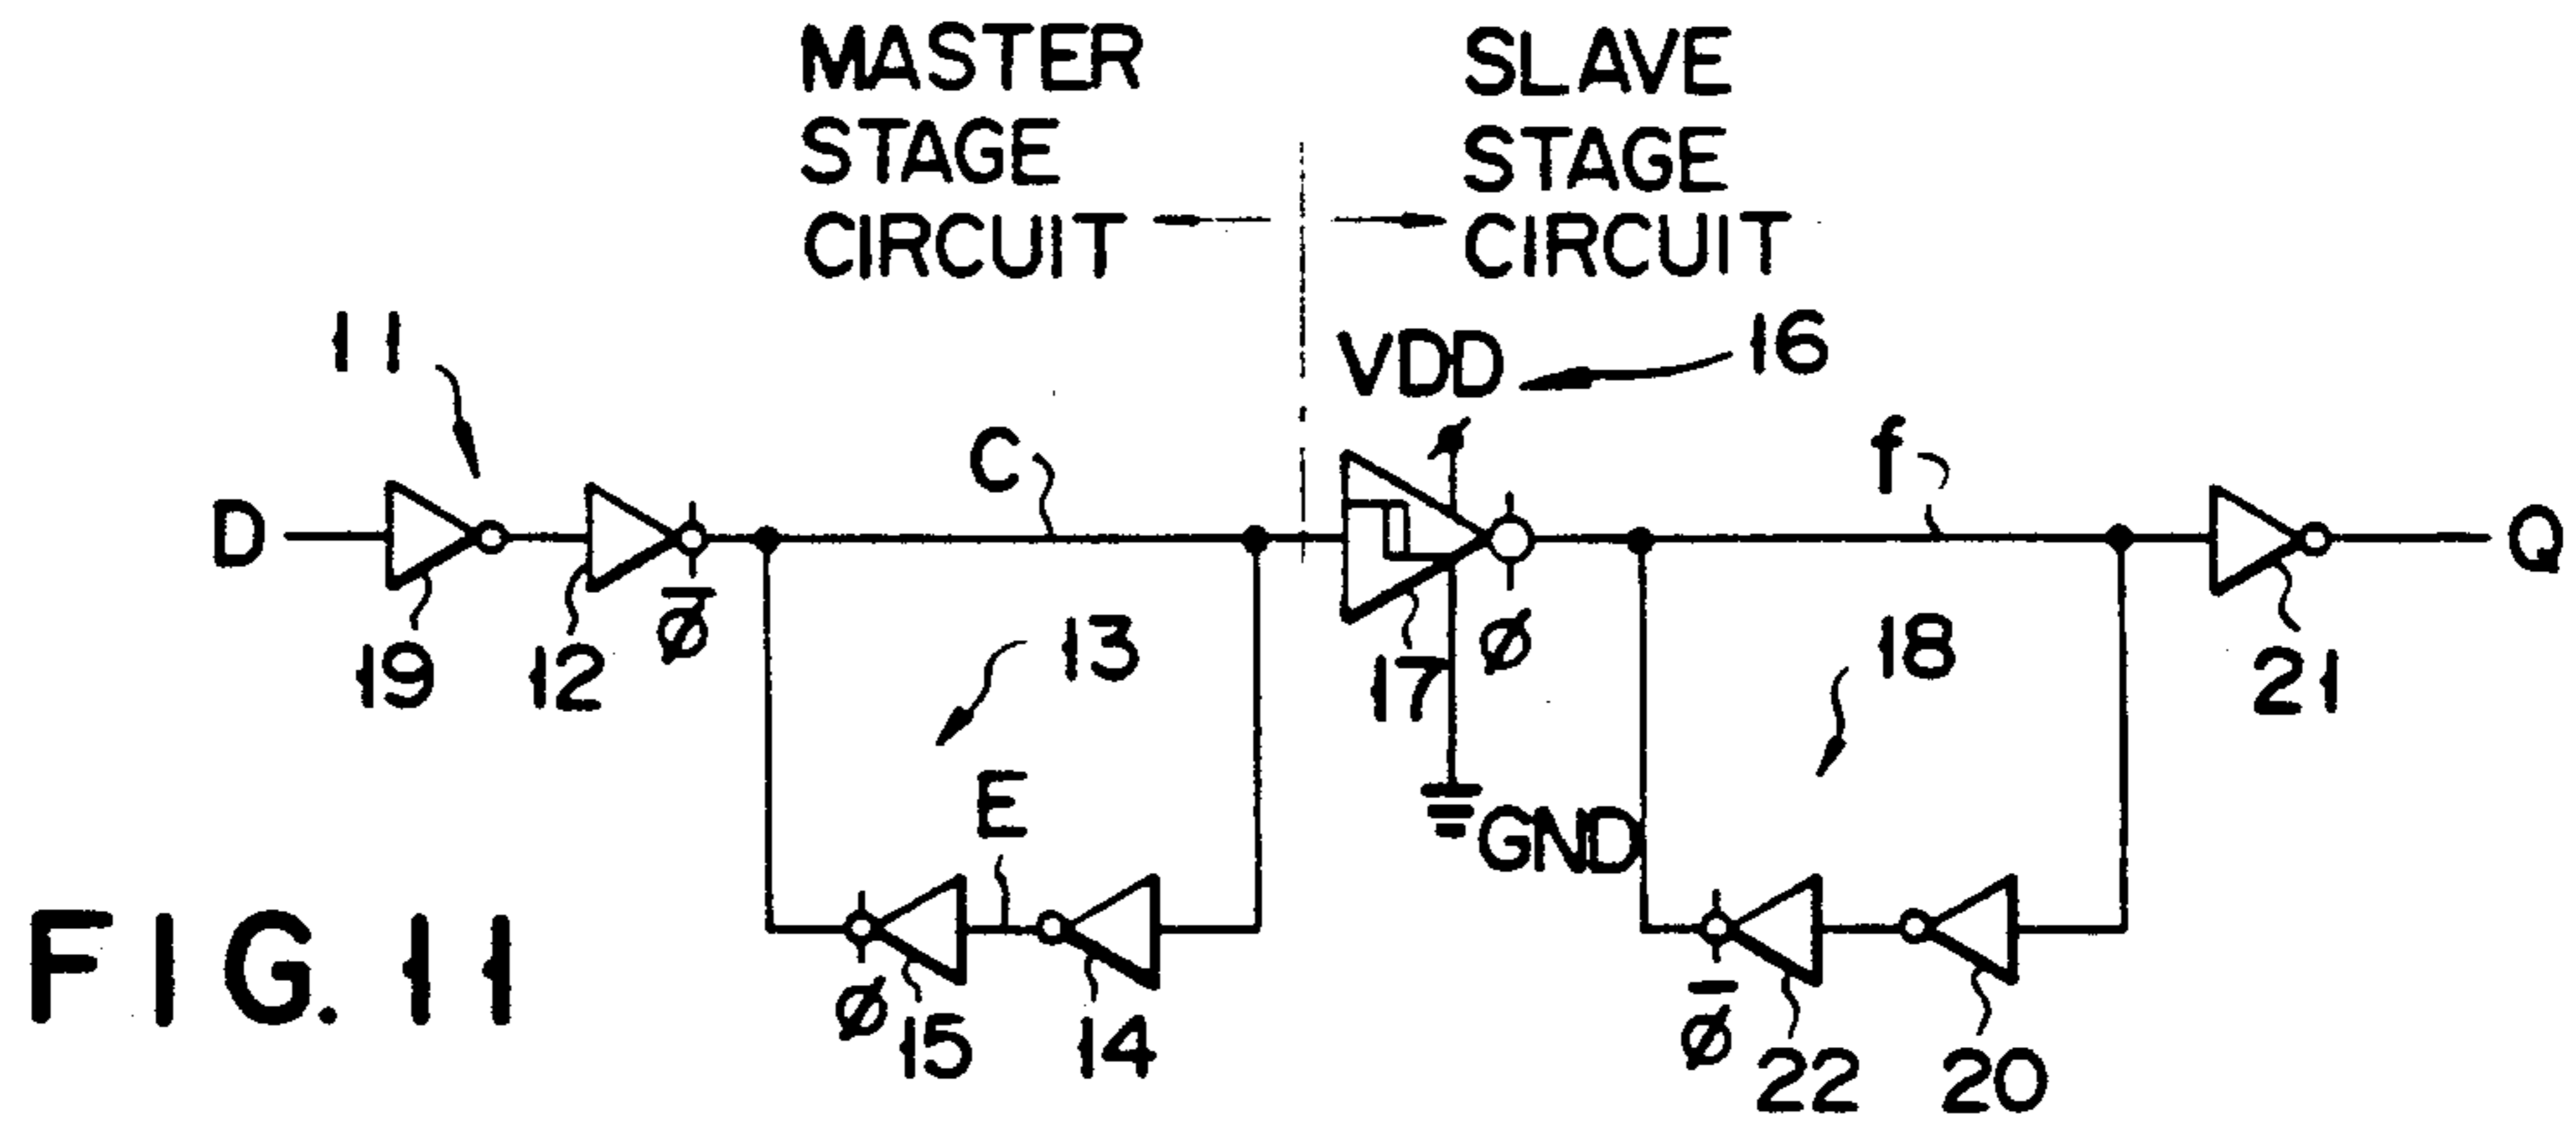 MASTER
STAGE
CIRCUIT
SLAVE
STAGE
CIRCUIT
11
VDD
16
C
f
D
Q
19
12
φ̅
13
17
φ
18
21
E
GND
φ
15
14
φ̅
22
20
FIG. 11